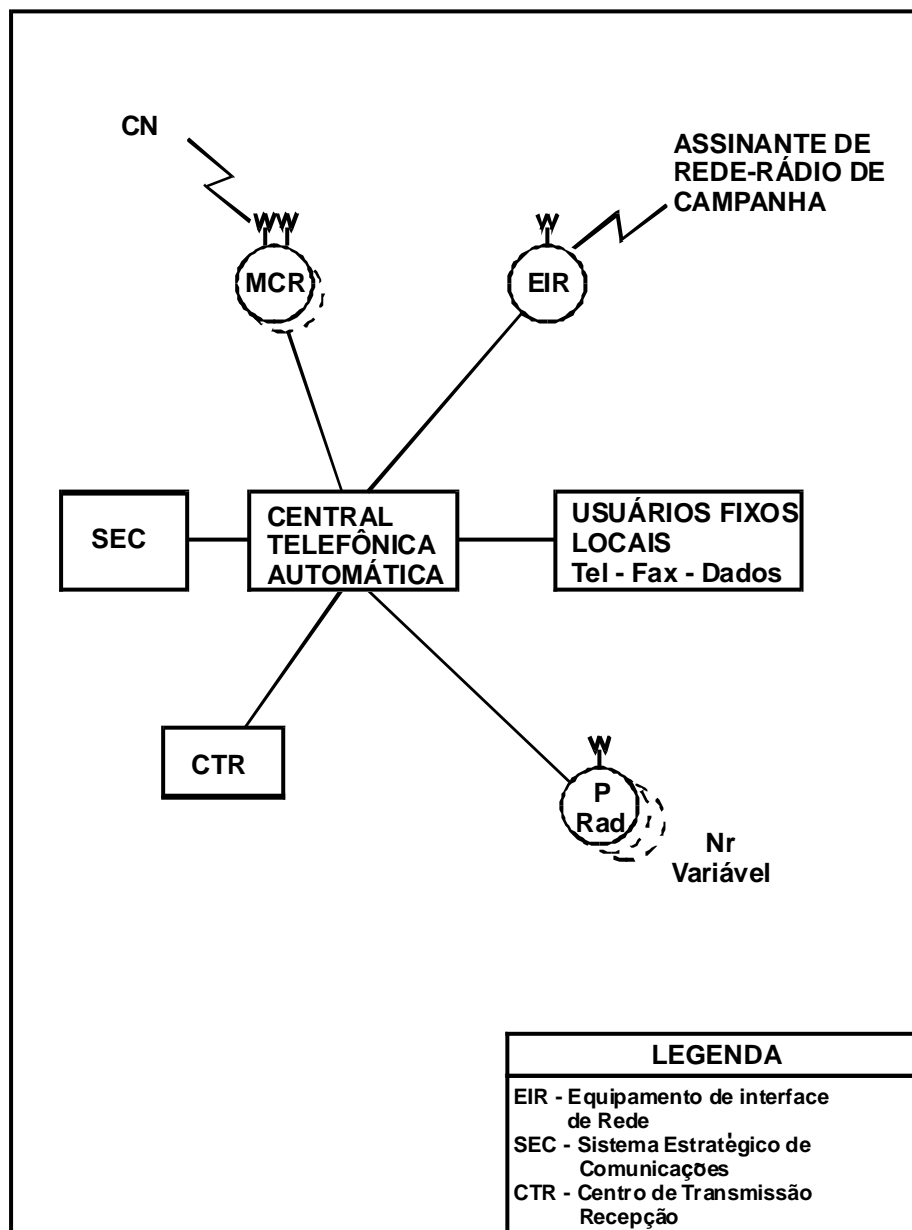 CN
ASSINANTE DE
REDE-RÁDIO DE
CAMPANHA
MCR
EIR
SEC
CENTRAL
TELEFÔNICA
AUTOMÁTICA
USUÁRIOS FIXOS
LOCAIS
Tel - Fax - Dados
CTR
P
Rad
Nr
Variável
LEGENDA
EIR - Equipamento de interface
de Rede
SEC - Sistema Estratégico de
Comunicações
CTR - Centro de Transmissão
Recepção